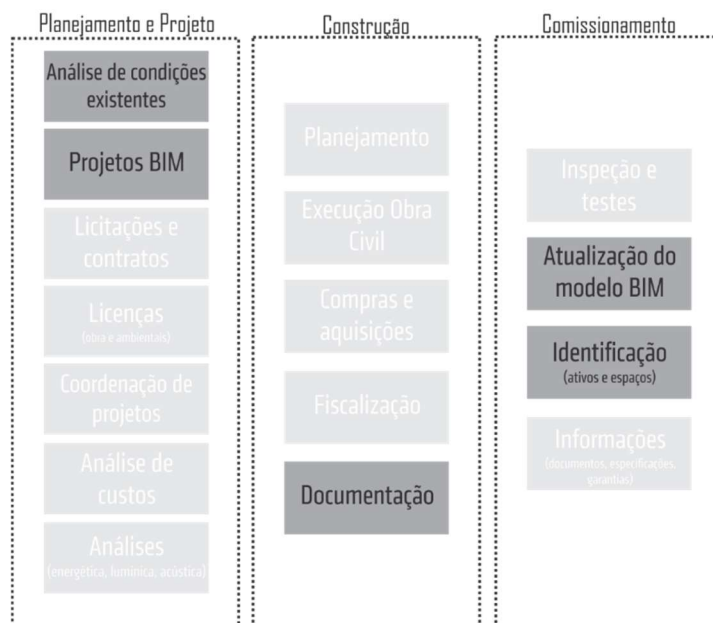 Planejamento e Projeto
Análise de condições
existentes
Projetos BIM
Licitações e
contratos
Licenças
(obra e ambientais)
Coordenação de
projetos
Análise de
custos
Análises
(energética, lumínica, acústica)
Construção
Planejamento
Execução Obra
Civil
Compras e
aquisições
Fiscalização
Documentação
Comissionamento
Inspeção e
testes
Atualização do
modelo BIM
Identificação
(ativos e espaços)
Informações
(documentos, especificações,
garantias)